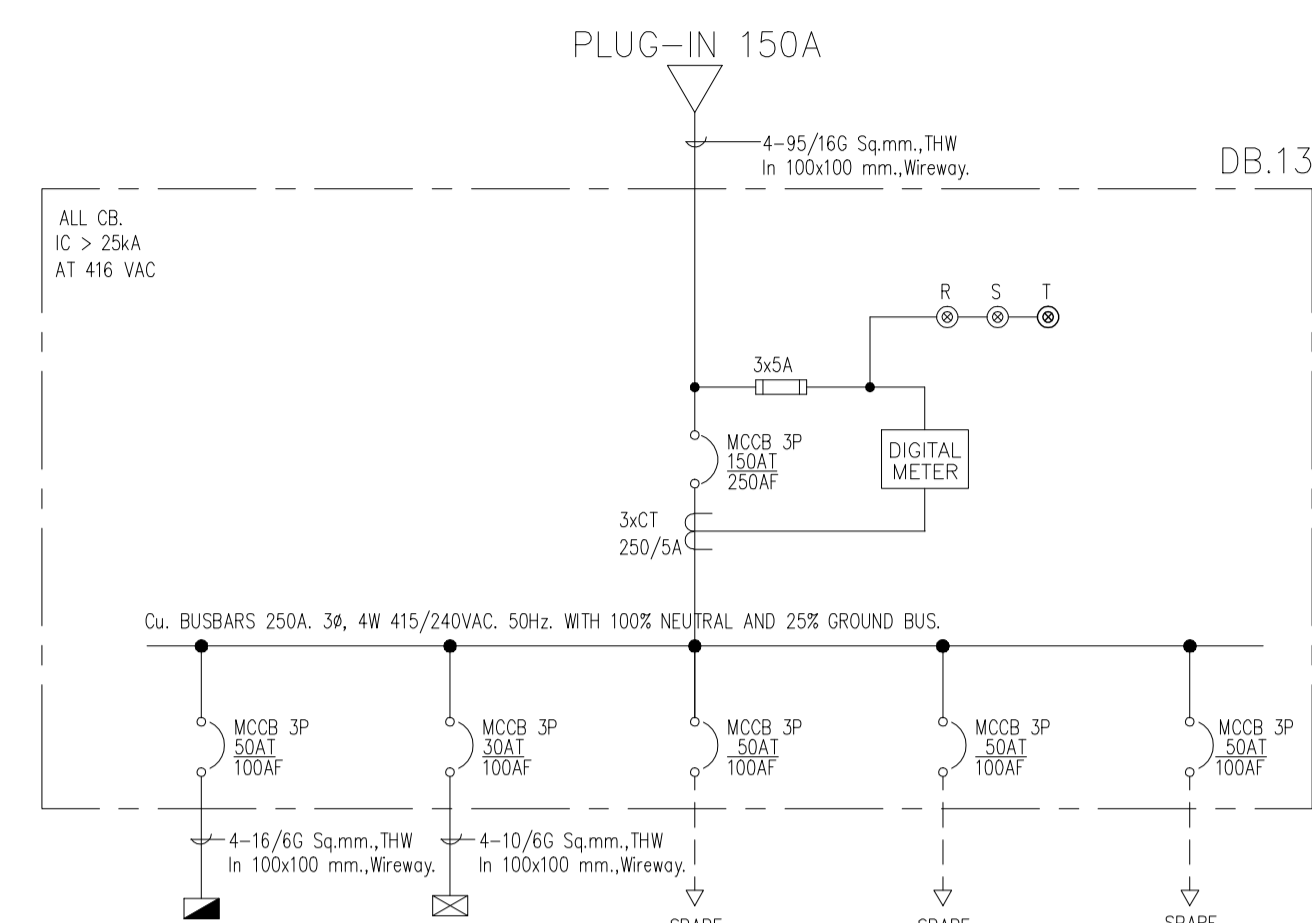 PLUG-IN 150A
4-95/16G Sq.mm.,THW
In 100x100 mm.,Wireway.
DB.13
ALL CB.
IC > 25kA
AT 416 VAC
R S T
3x5A
MCCB 3P
150AT
250AF
DIGITAL
METER
3xCT
250/5A
Cu. BUSBARS 250A. 3ø, 4W 415/240VAC. 50Hz. WITH 100% NEUTRAL AND 25% GROUND BUS.
MCCB 3P
50AT
100AF
MCCB 3P
30AT
100AF
MCCB 3P
50AT
100AF
MCCB 3P
50AT
100AF
MCCB 3P
50AT
100AF
4-16/6G Sq.mm.,THW
In 100x100 mm.,Wireway.
4-10/6G Sq.mm.,THW
In 100x100 mm.,Wireway.
SPARE
SPARE
SPARE